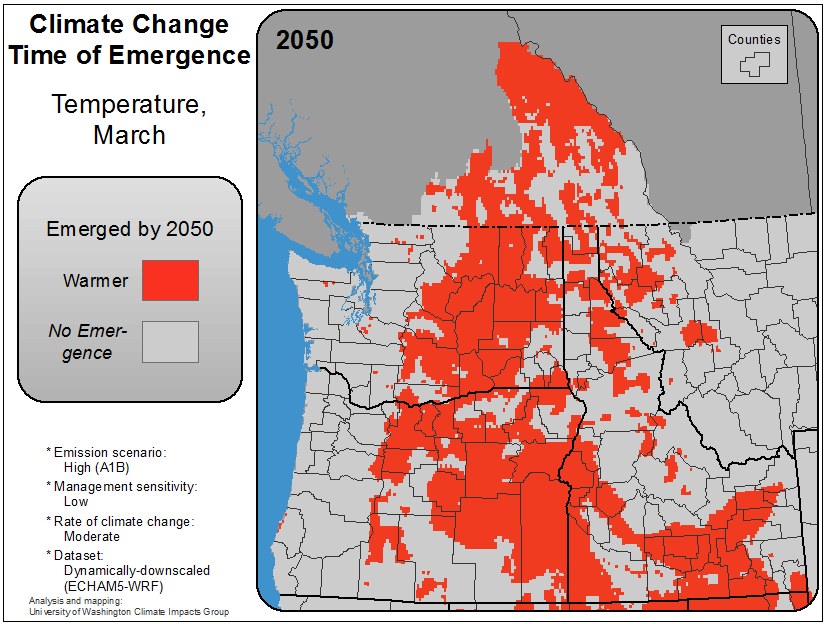 Climate Change
Time of Emergence
Temperature,
March
Emerged by 2050
Warmer
No Emer-
gence
* Emission scenario:
High (A1B)
* Management sensitivity:
Low
* Rate of climate change:
Moderate
* Dataset:
Dynamically-downscaled
(ECHAM5-WRF)
Analysis and mapping:
University of Washington Climate Impacts Group
2050
Counties